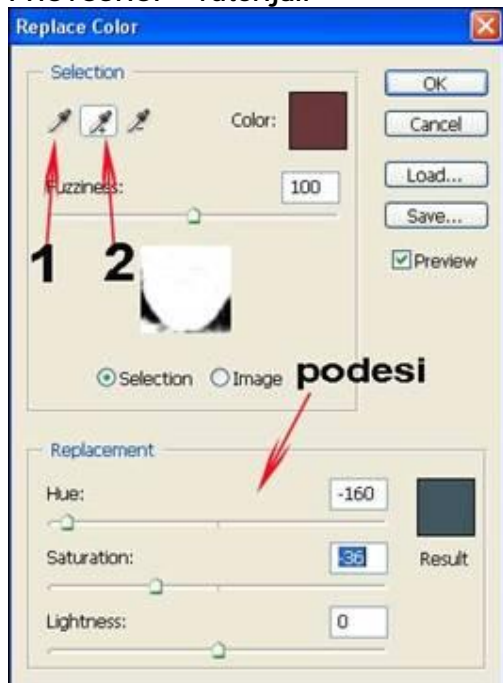 Replace Color
Selection
Color:
Fuzziness:
100
1
2
Selection
Image
podesi
OK
Cancel
Load...
Save...
Preview
Replacement
Hue:
-160
Saturation:
-36
Result
Lightness:
0